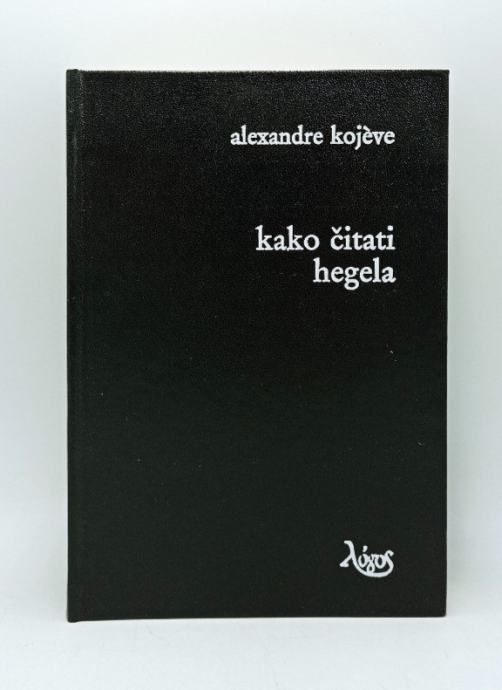 alexandre kojève
kako čitati
hegela
λόγος